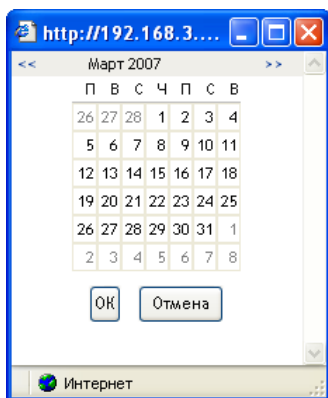 http://192.168.3....
<< Март 2007 >>
П В С Ч П С В
26 27 28 1 2 3 4
5 6 7 8 9 10 11
12 13 14 15 16 17 18
19 20 21 22 23 24 25
26 27 28 29 30 31 1
2 3 4 5 6 7 8
ОК Отмена
Интернет